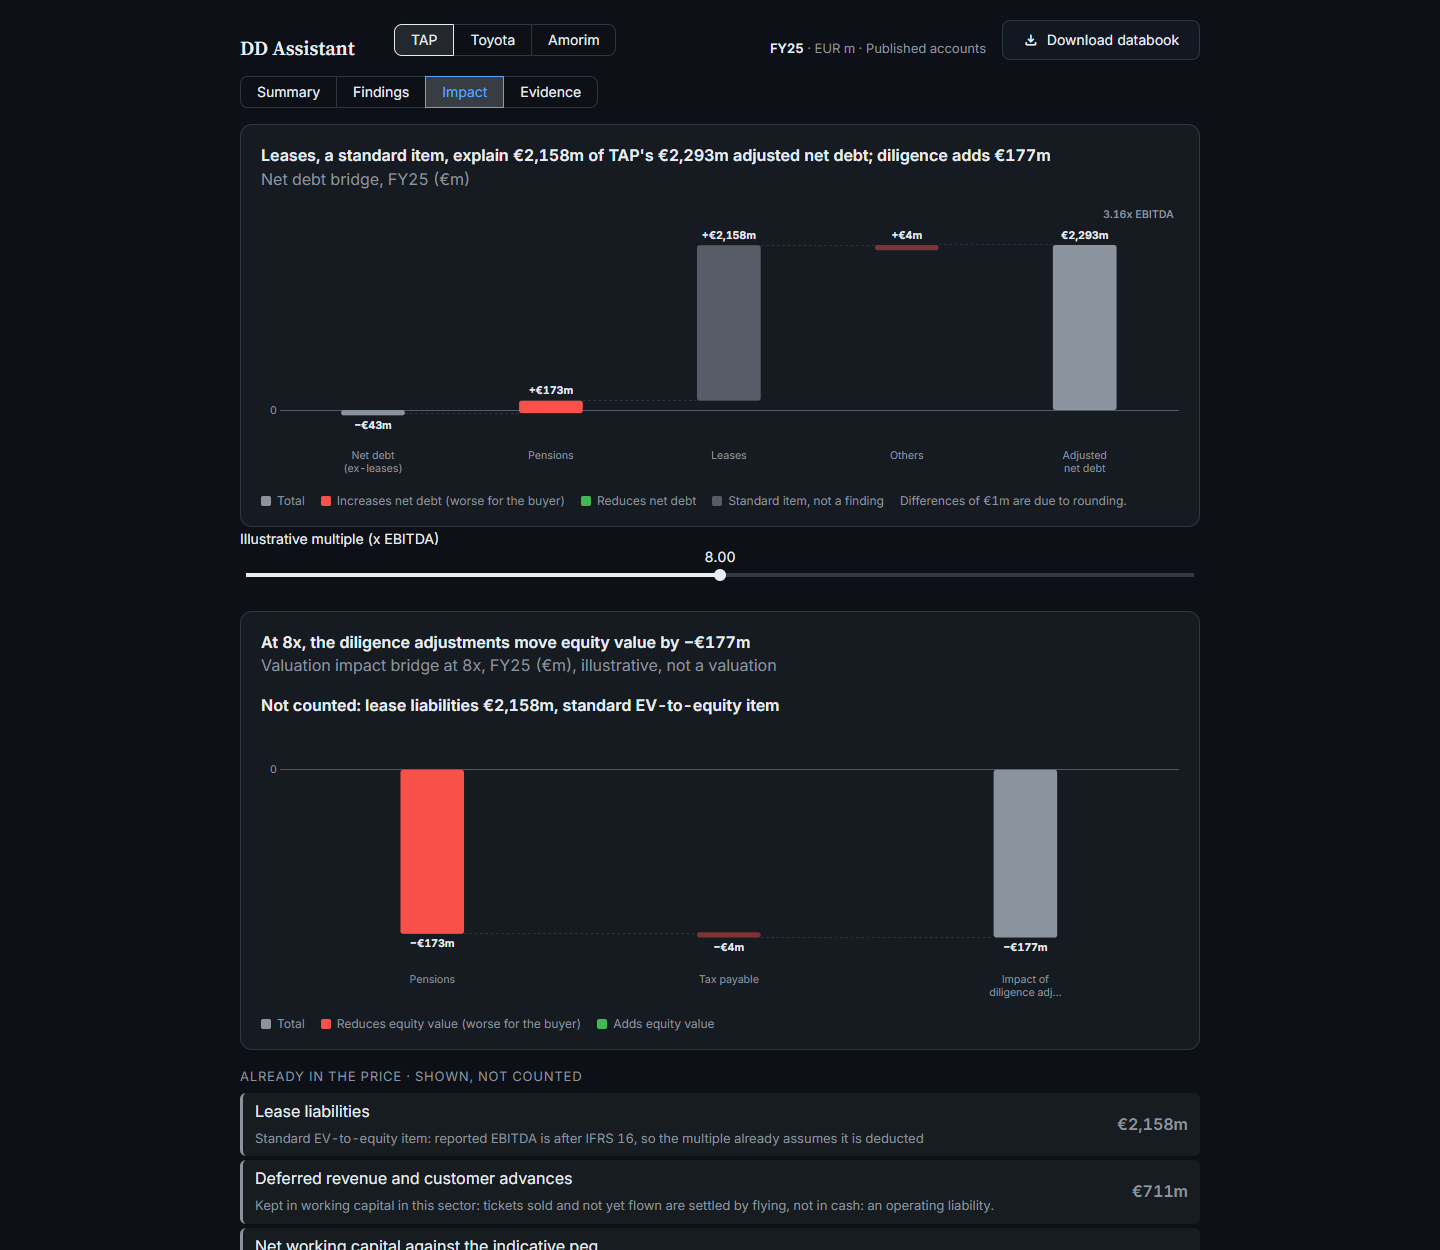 DD Assistant
TAP
Toyota
Amorim
FY25 · EUR m · Published accounts
Download databook
Summary
Findings
Impact
Evidence
Leases, a standard item, explain €2,158m of TAP's €2,293m adjusted net debt; diligence adds €177m
Net debt bridge, FY25 (€m)
3.16x EBITDA
+€2,158m
+€4m
€2,293m
+€173m
0
−€43m
Net debt
(ex-leases)
Pensions
Leases
Others
Adjusted
net debt
Total
Increases net debt (worse for the buyer)
Reduces net debt
Standard item, not a finding
Differences of €1m are due to rounding.
Illustrative multiple (x EBITDA)
8.00
At 8x, the diligence adjustments move equity value by −€177m
Valuation impact bridge at 8x, FY25 (€m), illustrative, not a valuation
Not counted: lease liabilities €2,158m, standard EV-to-equity item
0
−€173m
−€4m
−€177m
Pensions
Tax payable
Impact of
diligence adj...
Total
Reduces equity value (worse for the buyer)
Adds equity value
ALREADY IN THE PRICE · SHOWN, NOT COUNTED
Lease liabilities
Standard EV-to-equity item: reported EBITDA is after IFRS 16, so the multiple already assumes it is deducted
€2,158m
Deferred revenue and customer advances
Kept in working capital in this sector: tickets sold and not yet flown are settled by flying, not in cash: an operating liability.
€711m
Net working capital against the indicative peg